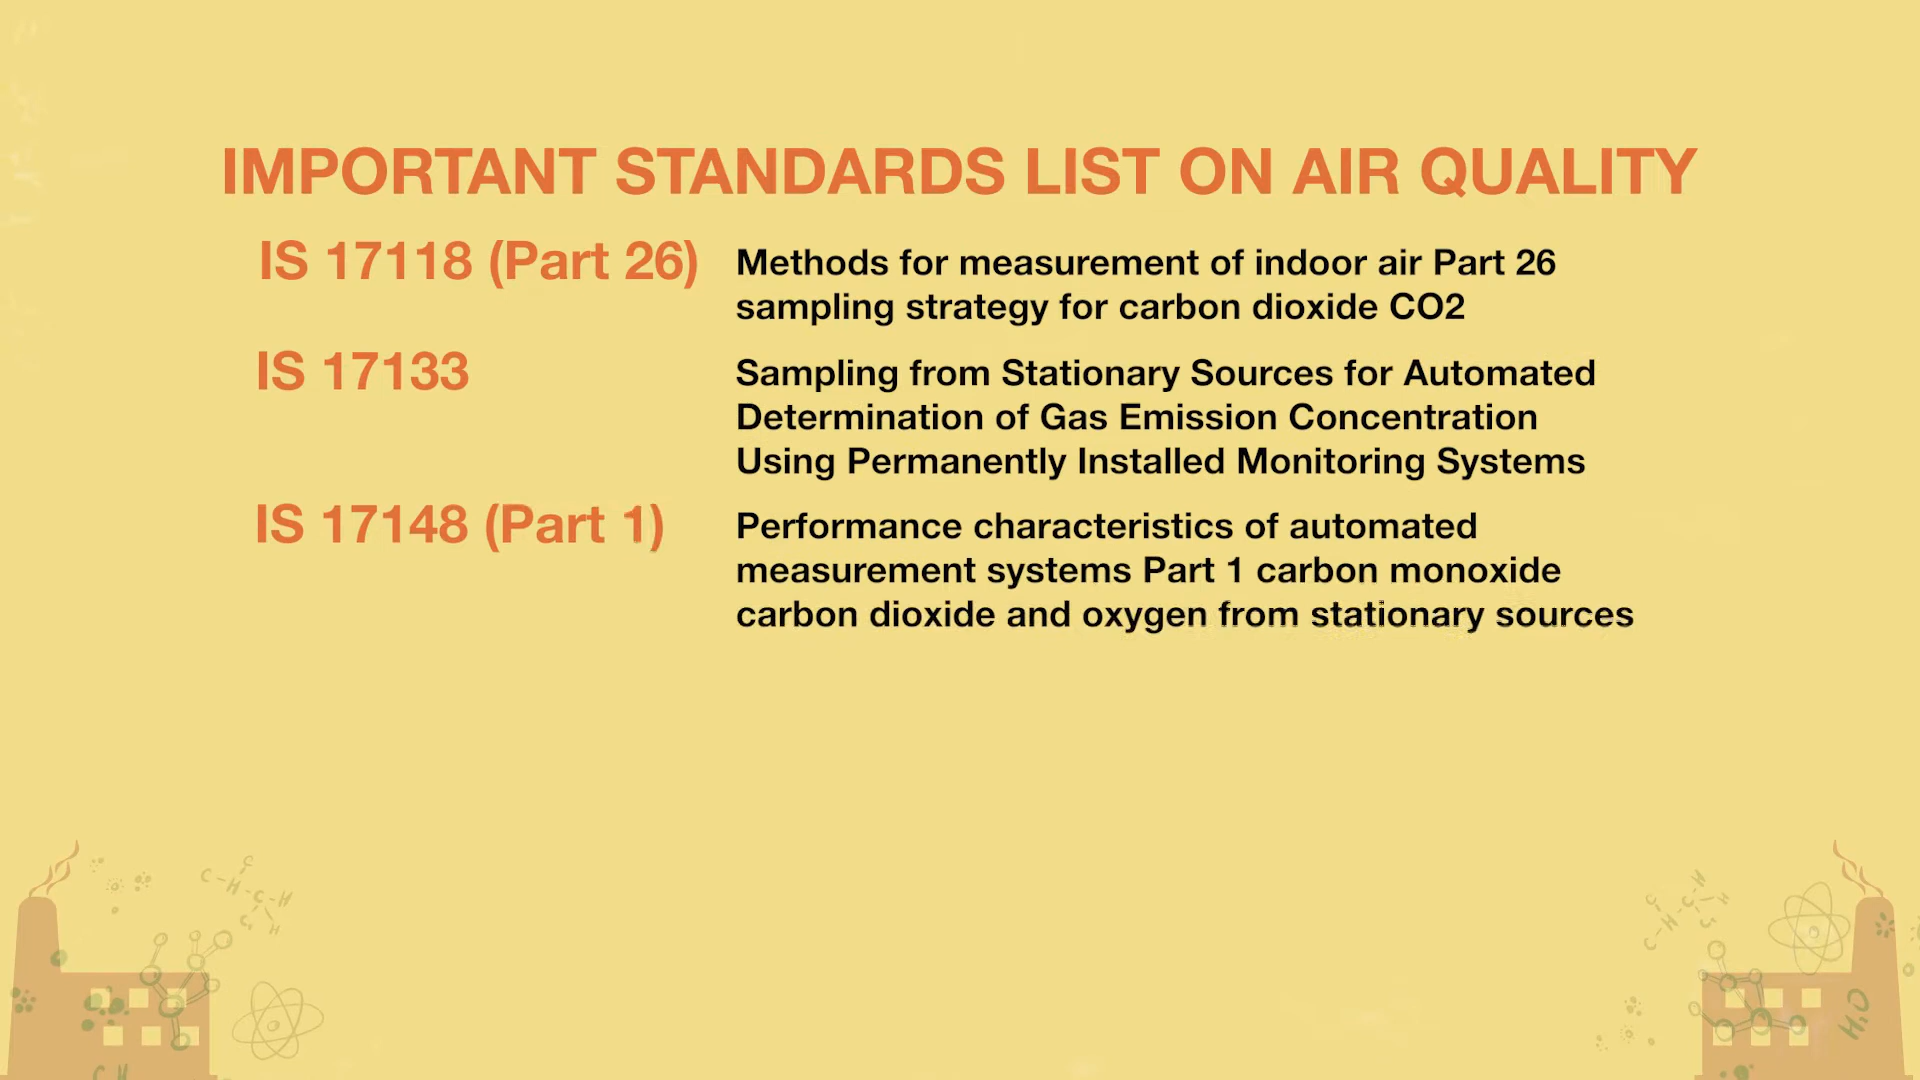 IMPORTANT STANDARDS LIST ON AIR QUALITY
IS 17118 (Part 26)
Methods for measurement of indoor air Part 26
sampling strategy for carbon dioxide CO2
IS 17133
Sampling from Stationary Sources for Automated
Determination of Gas Emission Concentration
Using Permanently Installed Monitoring Systems
IS 17148 (Part 1)
Performance characteristics of automated
measurement systems Part 1 carbon monoxide
carbon dioxide and oxygen from stationary sources
H2O